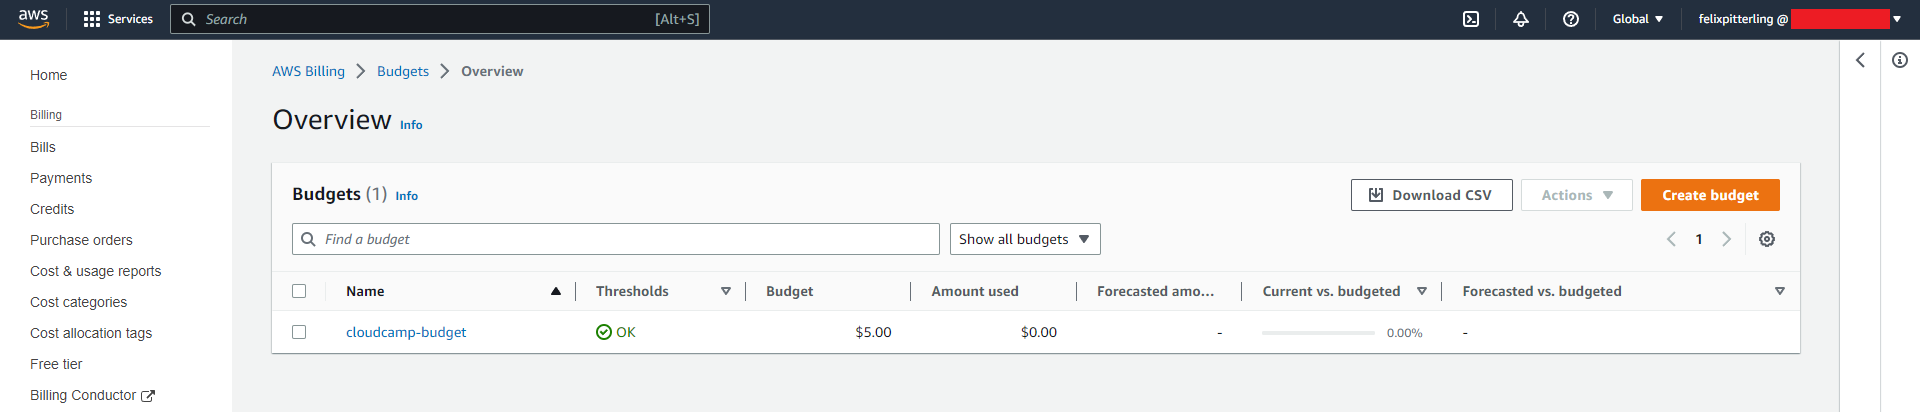 aws Services Search [Alt+S] Global felixpitterling @
Home
Billing
Bills
Payments
Credits
Purchase orders
Cost & usage reports
Cost categories
Cost allocation tags
Free tier
Billing Conductor
AWS Billing Budgets Overview
Overview Info
Budgets (1) Info Download CSV Actions Create budget
Find a budget Show all budgets 1
Name Thresholds Budget Amount used Forecasted amo... Current vs. budgeted Forecasted vs. budgeted
cloudcamp-budget OK $5.00 $0.00 - 0.00% -